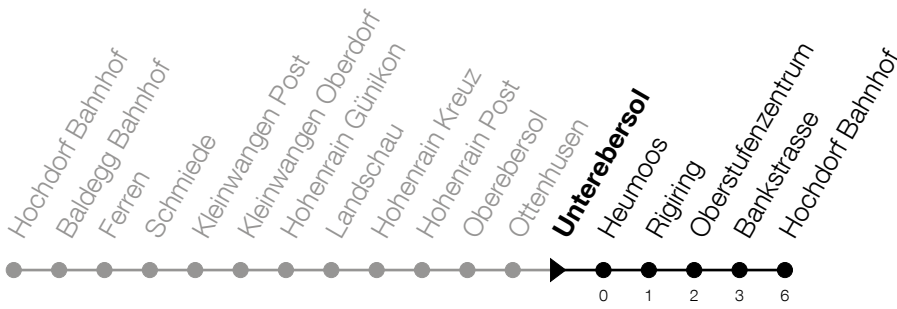 Hochdorf Bahnhof
Baldegg Bahnhof
Ferren
Schmiede
Kleinwangen Post
Kleinwangen Oberdorf
Hohenrain Günikon
Landschau
Hohenrain Kreuz
Hohenrain Post
Oberebersol
Ottenhusen
Unterebersol
Heumoos
Rigiring
Oberstufenzentrum
Bankstrasse
Hochdorf Bahnhof
0 1 2 3 6